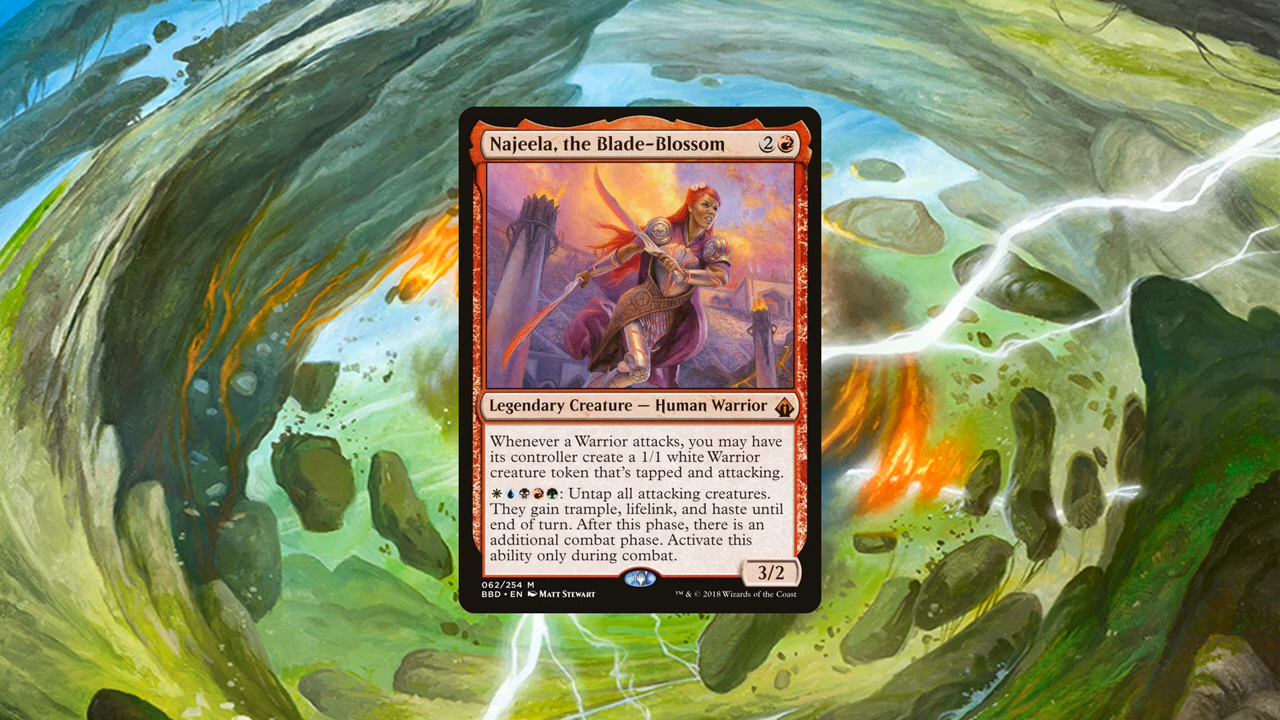 Najeela, the Blade-Blossom 2
Legendary Creature — Human Warrior
Whenever a Warrior attacks, you may have
its controller create a 1/1 white Warrior
creature token that's tapped and attacking.
: Untap all attacking creatures.
They gain trample, lifelink, and haste until
end of turn. After this phase, there is an
additional combat phase. Activate this
ability only during combat.
3/2
062/254 M
BBD • EN Matt Stewart
™ & © 2018 Wizards of the Coast